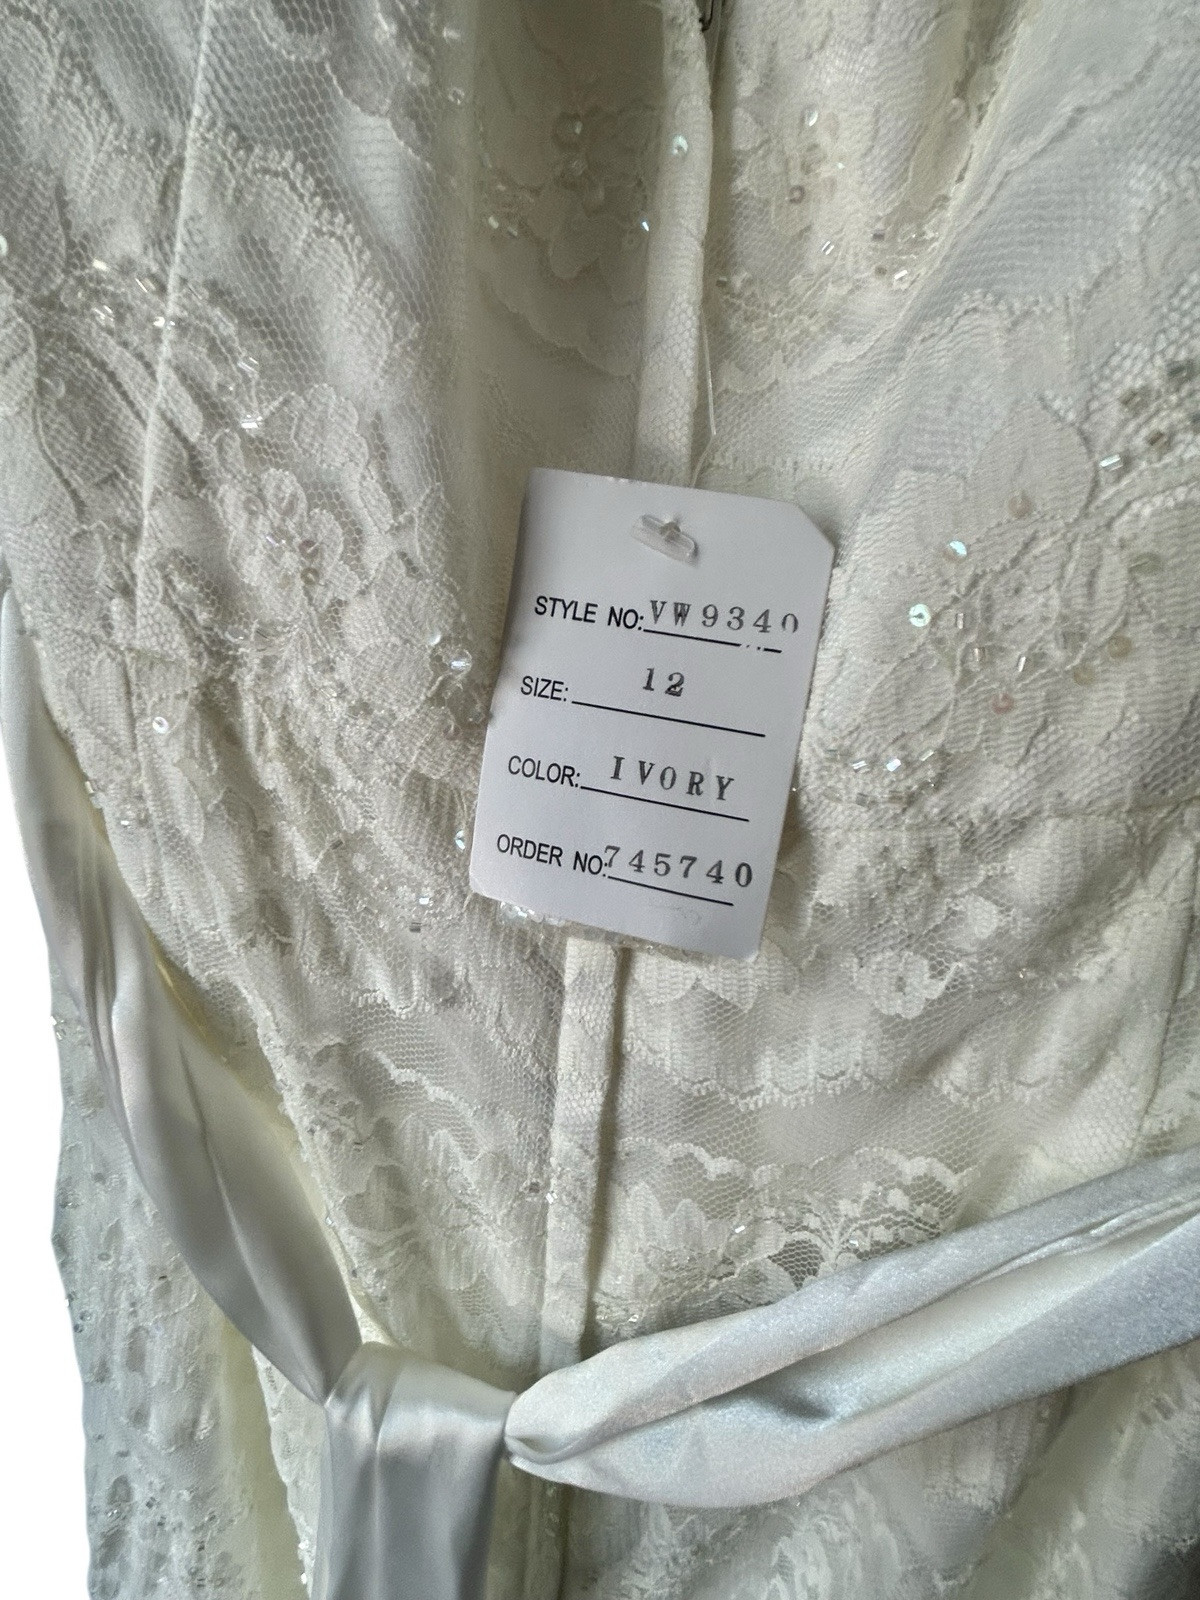 STYLE NO: VW9340
SIZE: 12
COLOR: IVORY
ORDER NO: 745740